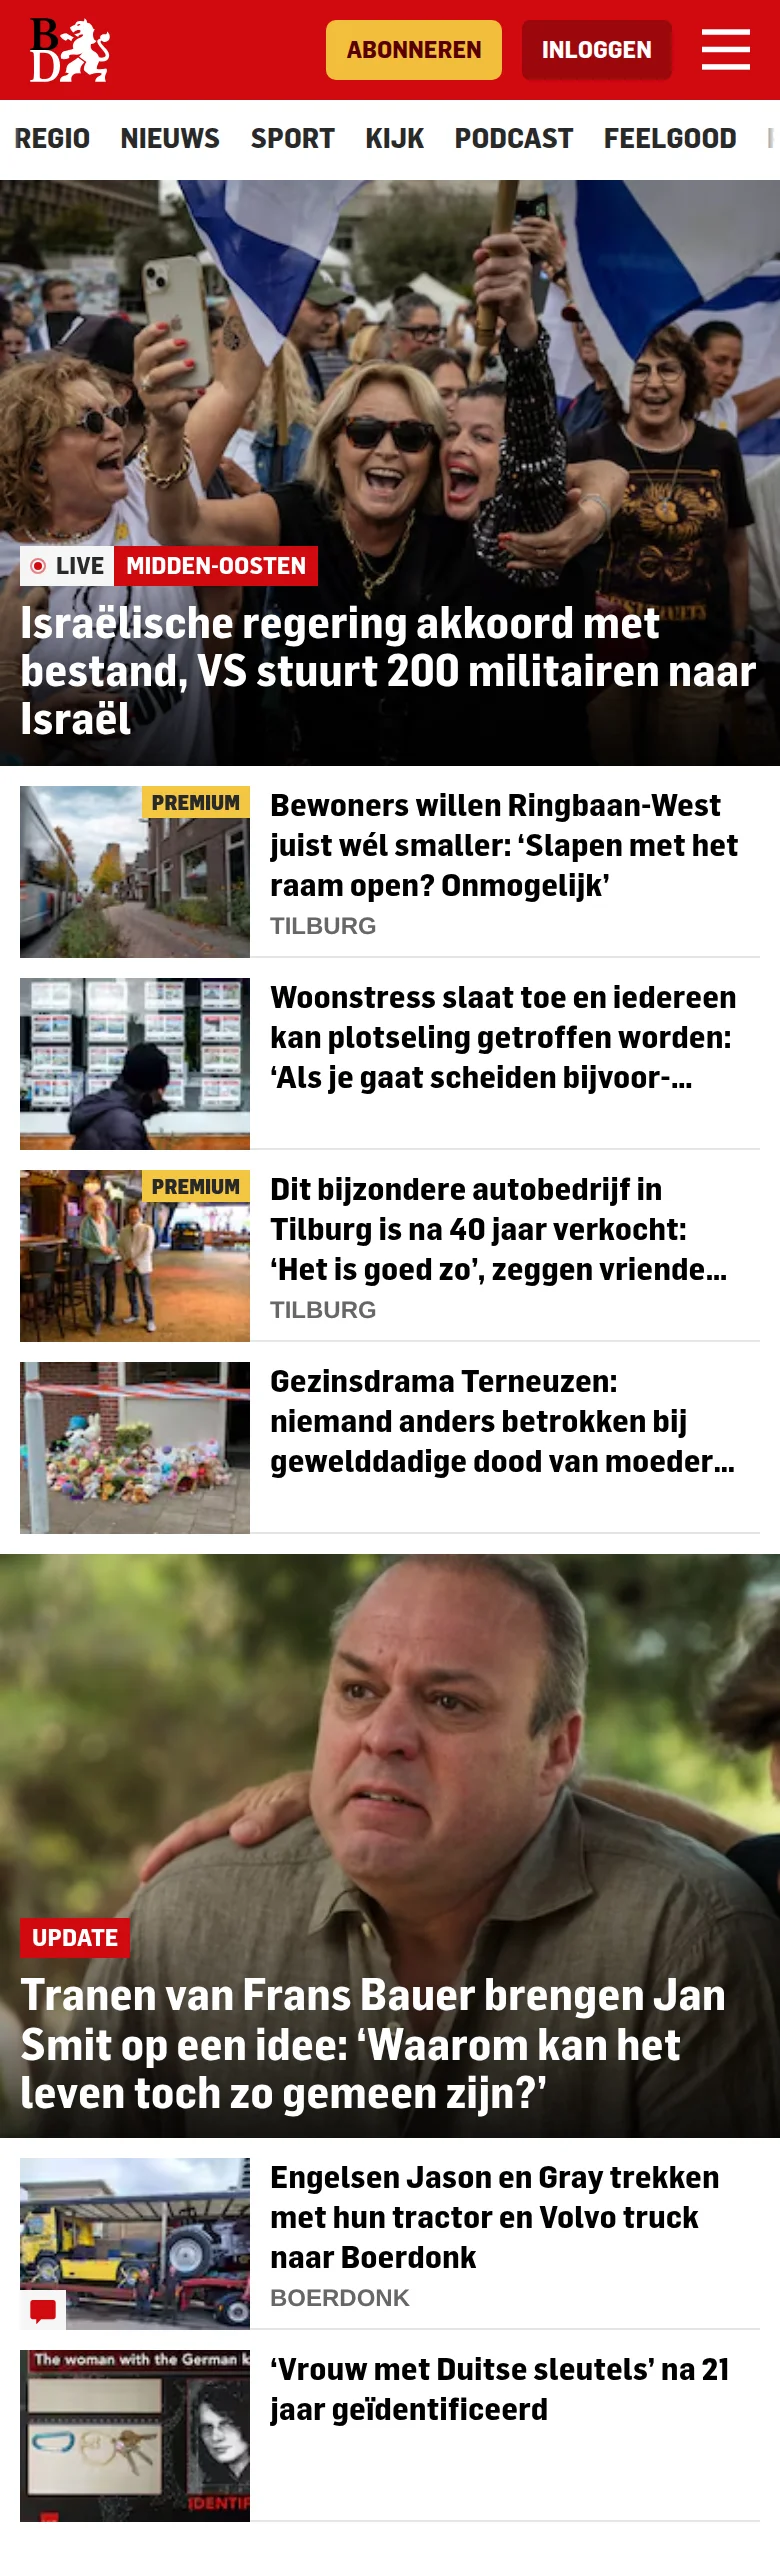 B
D
ABONNEREN
INLOGGEN
REGIO NIEUWS SPORT KIJK PODCAST FEELGOOD
LIVE MIDDEN-OOSTEN
Israëlische regering akkoord met
bestand, VS stuurt 200 militairen naar
Israël
PREMIUM
Bewoners willen Ringbaan-West
juist wél smaller: ‘Slapen met het
raam open? Onmogelijk’
TILBURG
Woonstress slaat toe en iedereen
kan plotseling getroffen worden:
‘Als je gaat scheiden bijvoor-...
PREMIUM
Dit bijzondere autobedrijf in
Tilburg is na 40 jaar verkocht:
‘Het is goed zo’, zeggen vriende...
TILBURG
Gezinsdrama Terneuzen:
niemand anders betrokken bij
gewelddadige dood van moeder...
UPDATE
Tranen van Frans Bauer brengen Jan
Smit op een idee: ‘Waarom kan het
leven toch zo gemeen zijn?’
Engelsen Jason en Gray trekken
met hun tractor en Volvo truck
naar Boerdonk
BOERDONK
The woman with the German k
IDENTIF
‘Vrouw met Duitse sleutels’ na 21
jaar geïdentificeerd